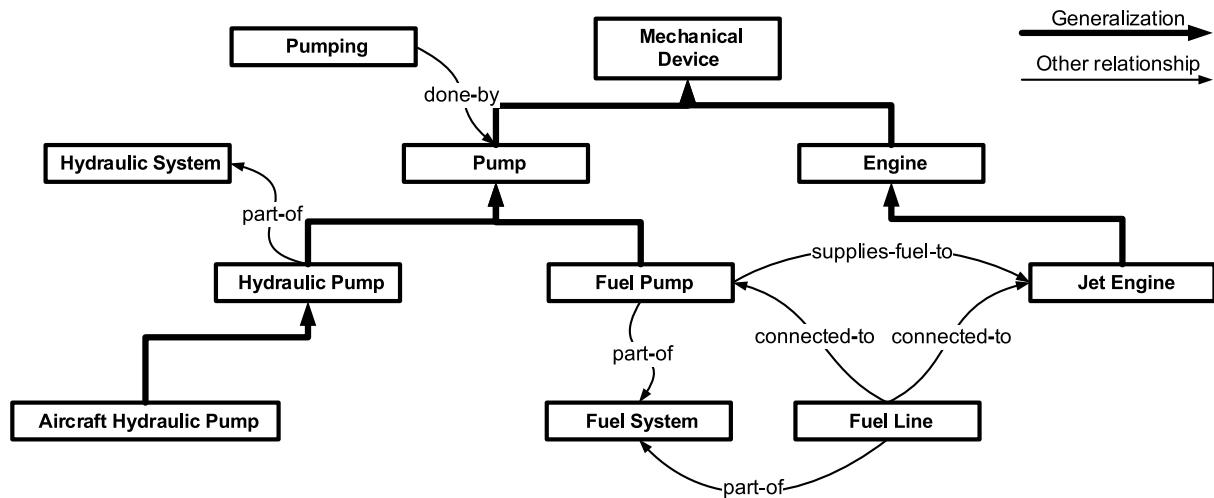 Generalization
Other relationship
Pumping
Mechanical
Device
done-by
Hydraulic System
Pump
Engine
part-of
Hydraulic Pump
Fuel Pump
supplies-fuel-to
Jet Engine
part-of
connected-to
connected-to
Aircraft Hydraulic Pump
Fuel System
Fuel Line
part-of